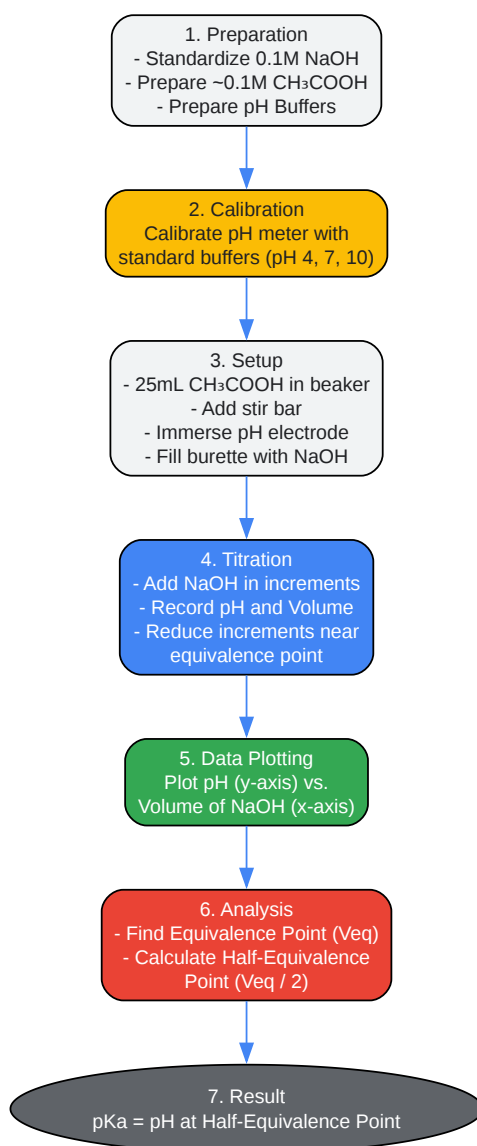 1. Preparation
- Standardize 0.1M NaOH
- Prepare ~0.1M CH₃COOH
- Prepare pH Buffers
2. Calibration
Calibrate pH meter with
standard buffers (pH 4, 7, 10)
3. Setup
- 25mL CH₃COOH in beaker
- Add stir bar
- Immerse pH electrode
- Fill burette with NaOH
4. Titration
- Add NaOH in increments
- Record pH and Volume
- Reduce increments near
equivalence point
5. Data Plotting
Plot pH (y-axis) vs.
Volume of NaOH (x-axis)
6. Analysis
- Find Equivalence Point (Veq)
- Calculate Half-Equivalence
Point (Veq / 2)
7. Result
pKa = pH at Half-Equivalence Point